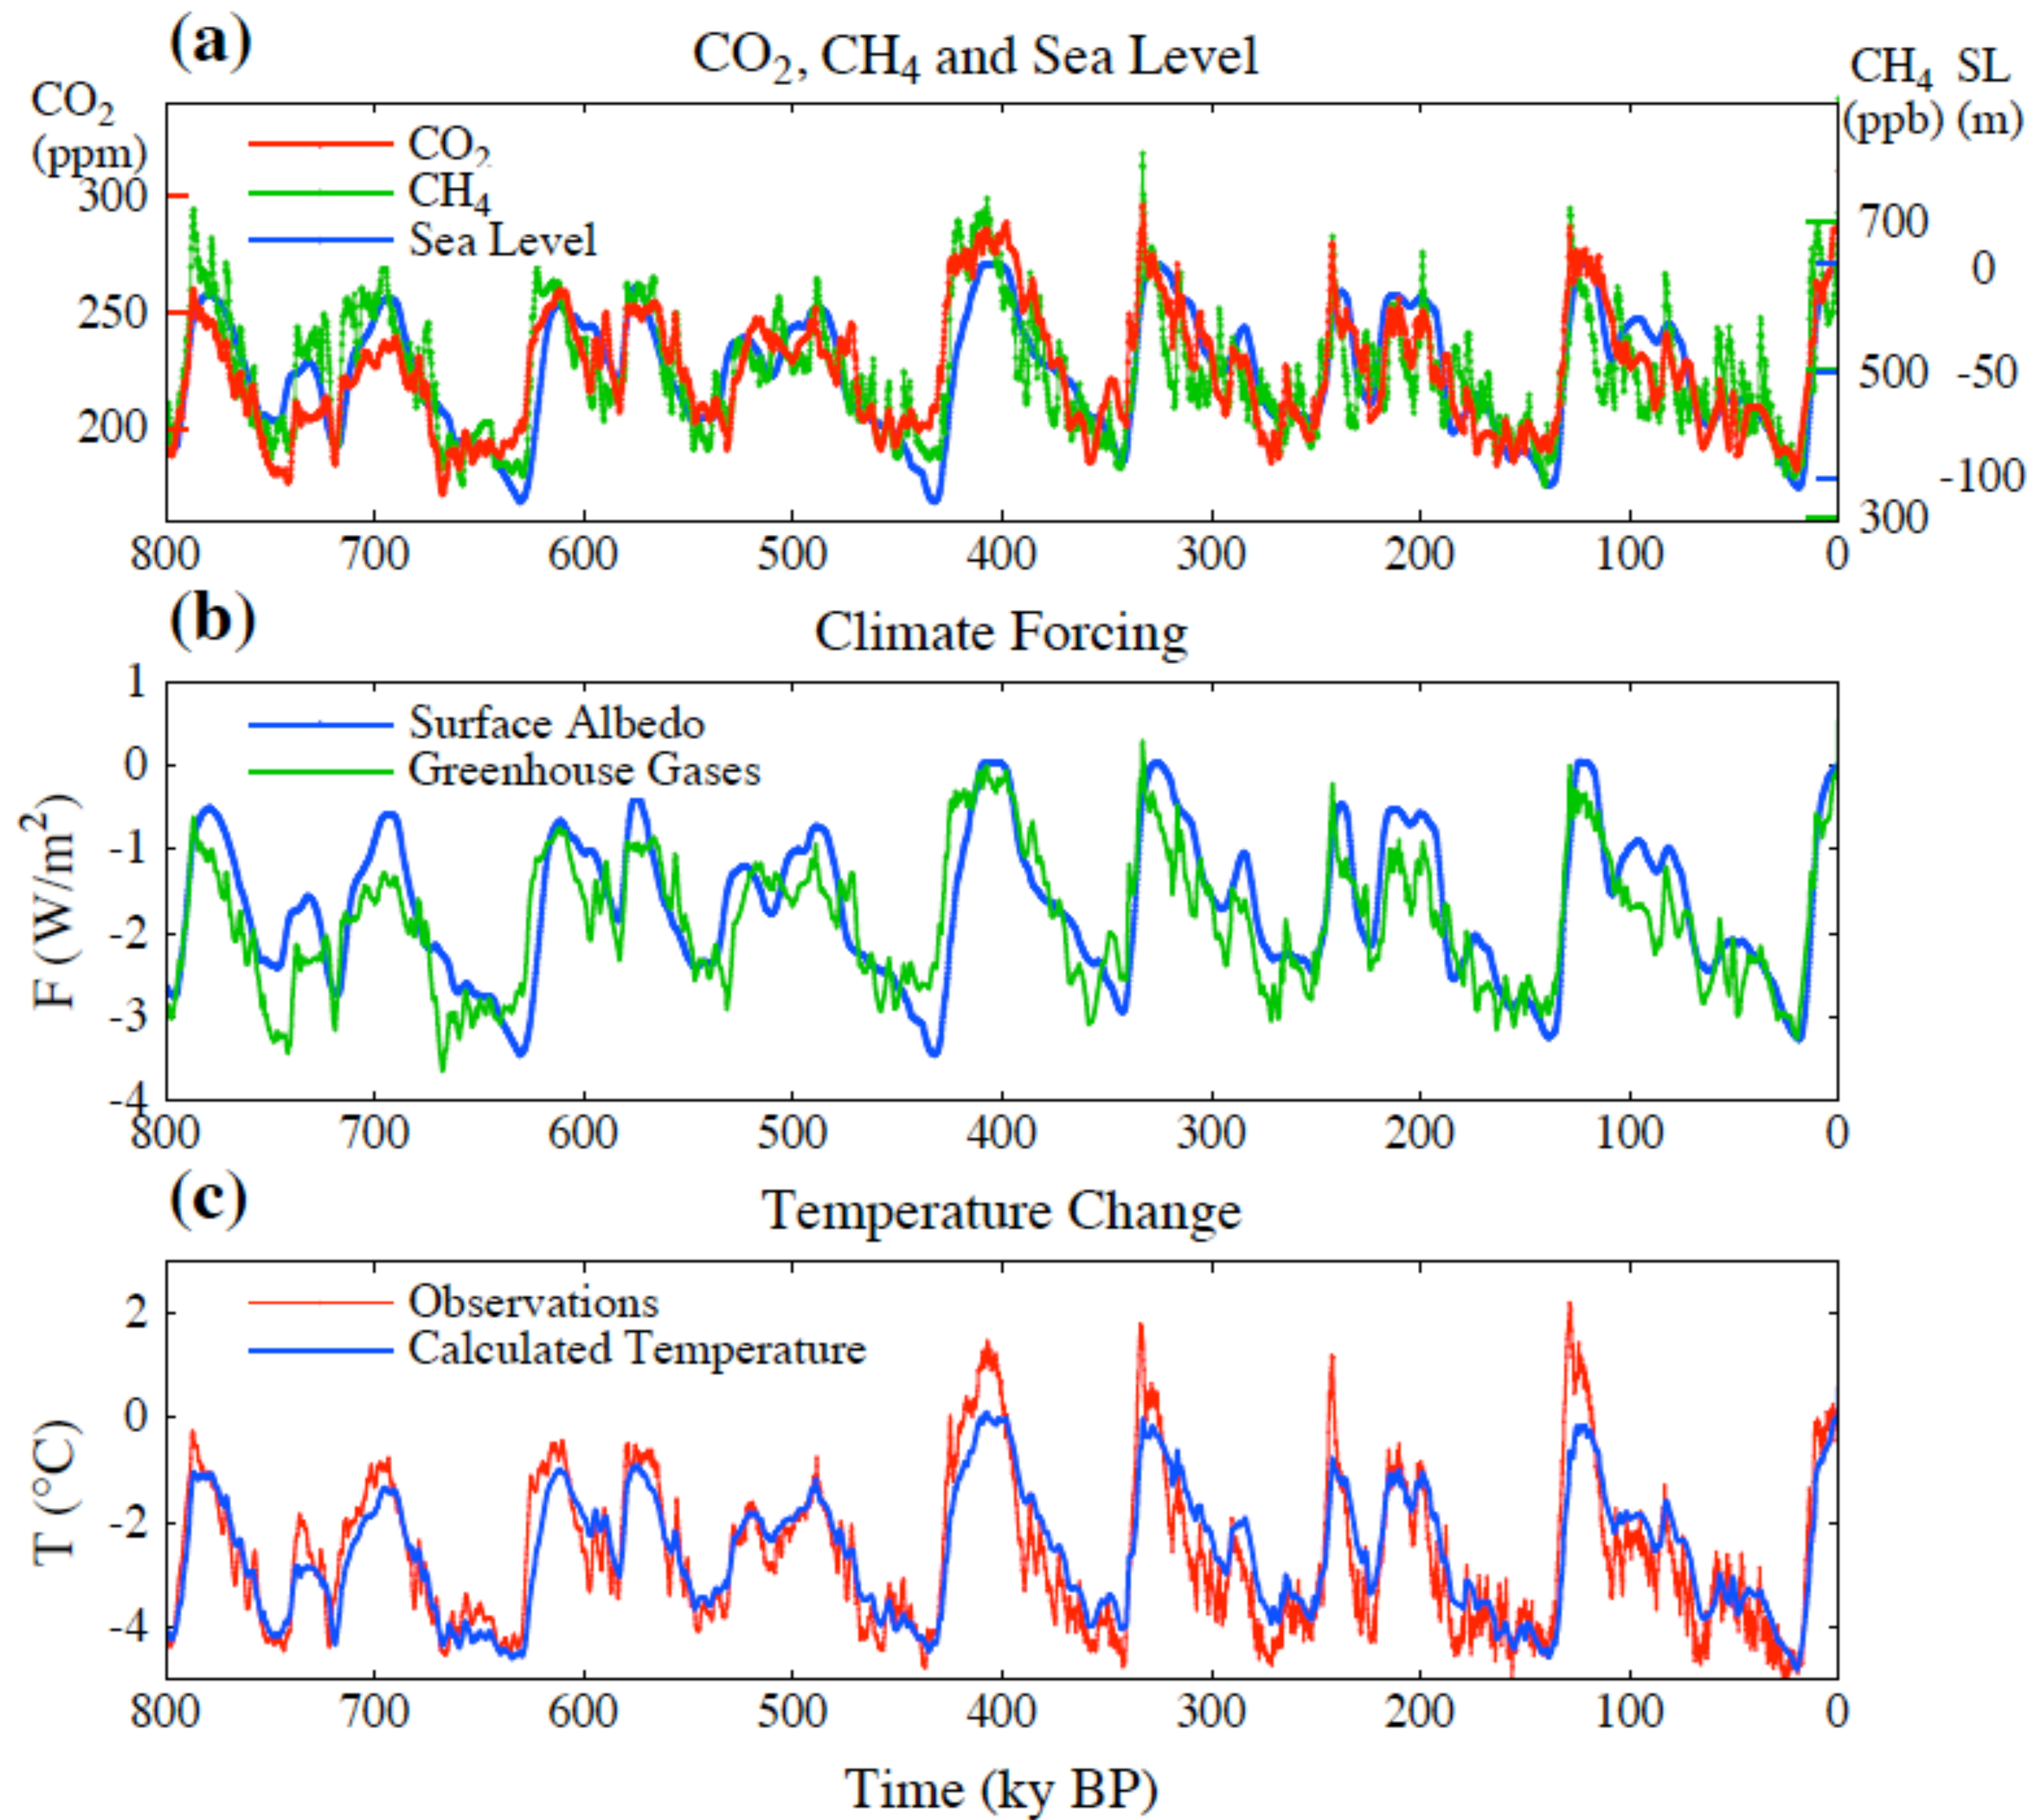 (a)
CO₂, CH₄ and Sea Level
CO₂
(ppm)
CH₄ SL
(ppb) (m)
CO₂
CH₄
Sea Level
300
250
200
700
500
300
0
-50
-100
800 700 600 500 400 300 200 100 0
(b)
Climate Forcing
Surface Albedo
Greenhouse Gases
F (W/m²)
1
0
-1
-2
-3
-4
800 700 600 500 400 300 200 100 0
(c)
Temperature Change
Observations
Calculated Temperature
T (°C)
2
0
-2
-4
800 700 600 500 400 300 200 100 0
Time (ky BP)